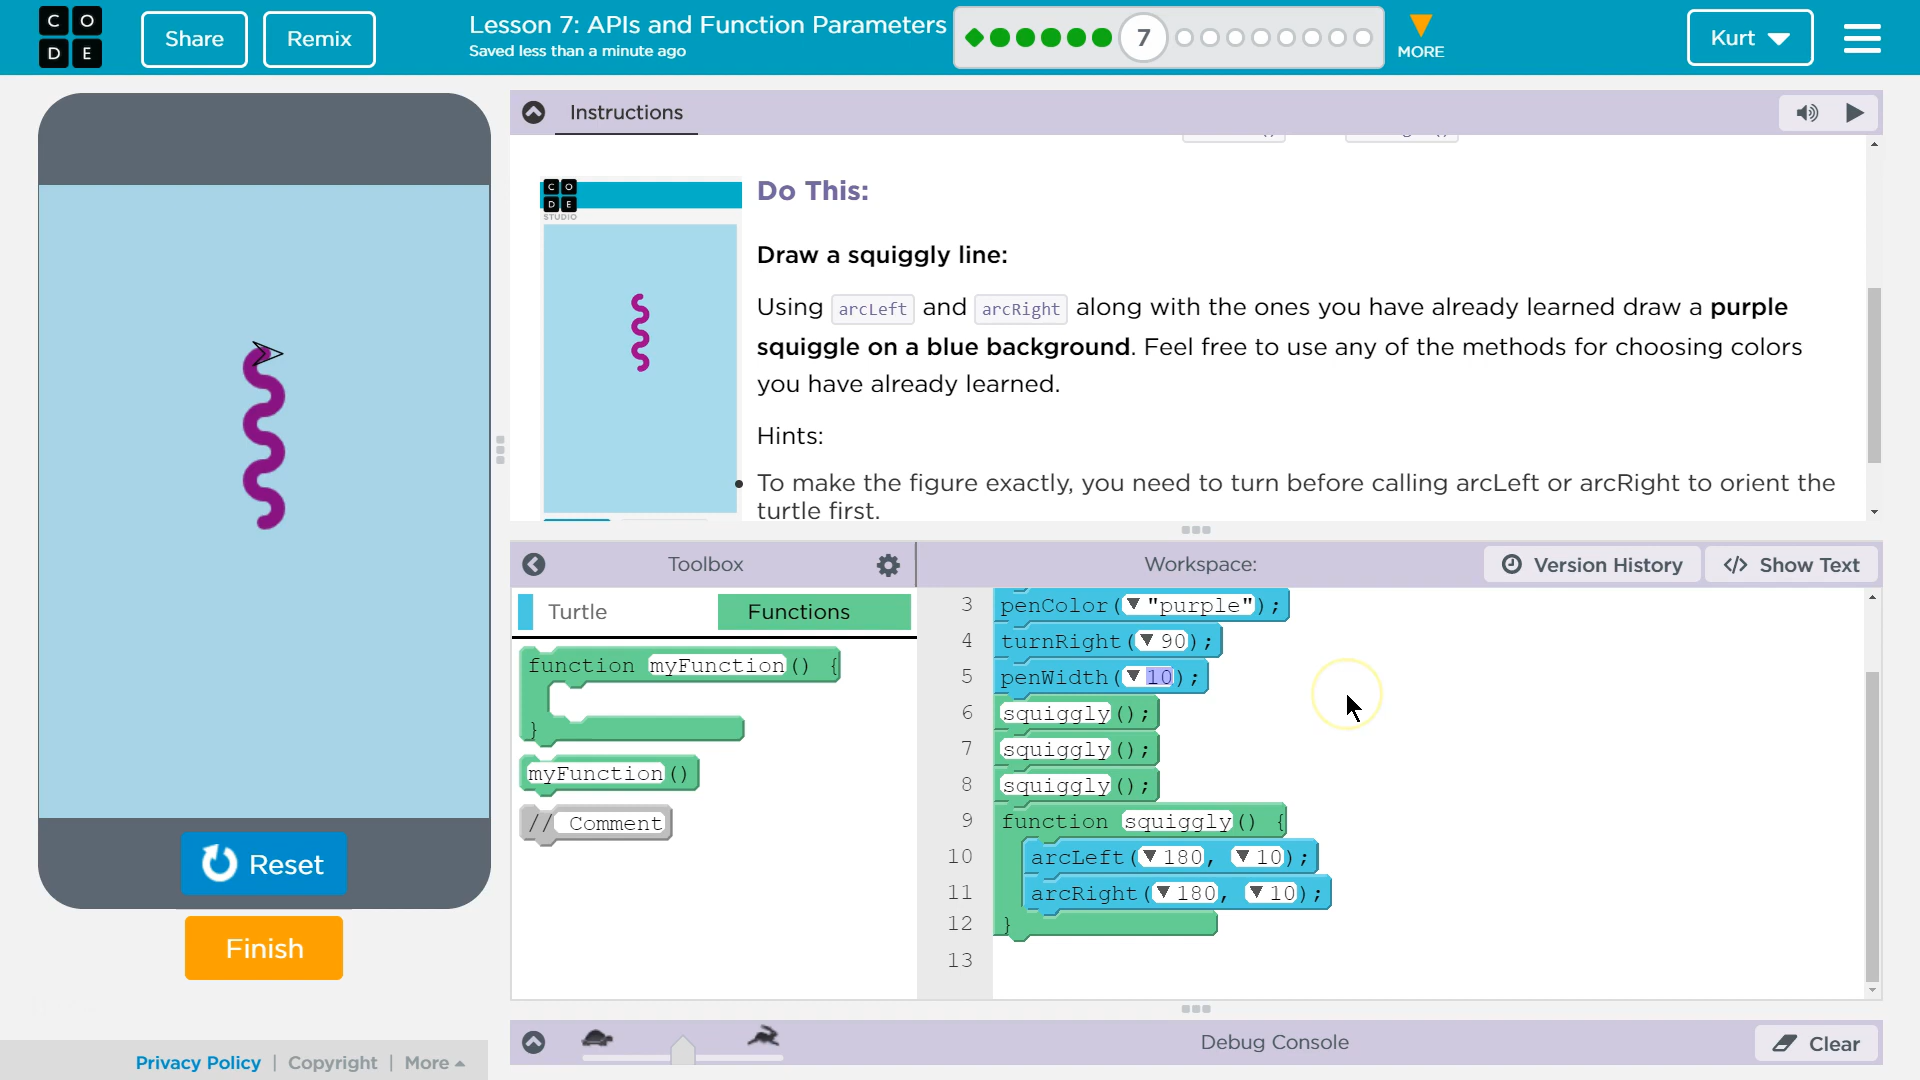 C O
D E
Share
Remix
Lesson 7: APIs and Function Parameters
Saved less than a minute ago
7
MORE
Kurt
Instructions
C O
D E
STUDIO
Do This:
Draw a squiggly line:
Using arcLeft and arcRight along with the ones you have already learned draw a purple
squiggle on a blue background. Feel free to use any of the methods for choosing colors
you have already learned.
Hints:
To make the figure exactly, you need to turn before calling arcLeft or arcRight to orient the
turtle first.
Toolbox
Workspace:
Version History
</> Show Text
Turtle
Functions
function myFunction() {
}
myFunction()
// Comment
3 penColor("purple");
4 turnRight(90);
5 penWidth(10);
6 squiggly();
7 squiggly();
8 squiggly();
9 function squiggly() {
10 arcLeft(180, 10);
11 arcRight(180, 10);
12 }
13
Reset
Finish
Debug Console
Clear
Privacy Policy | Copyright | More